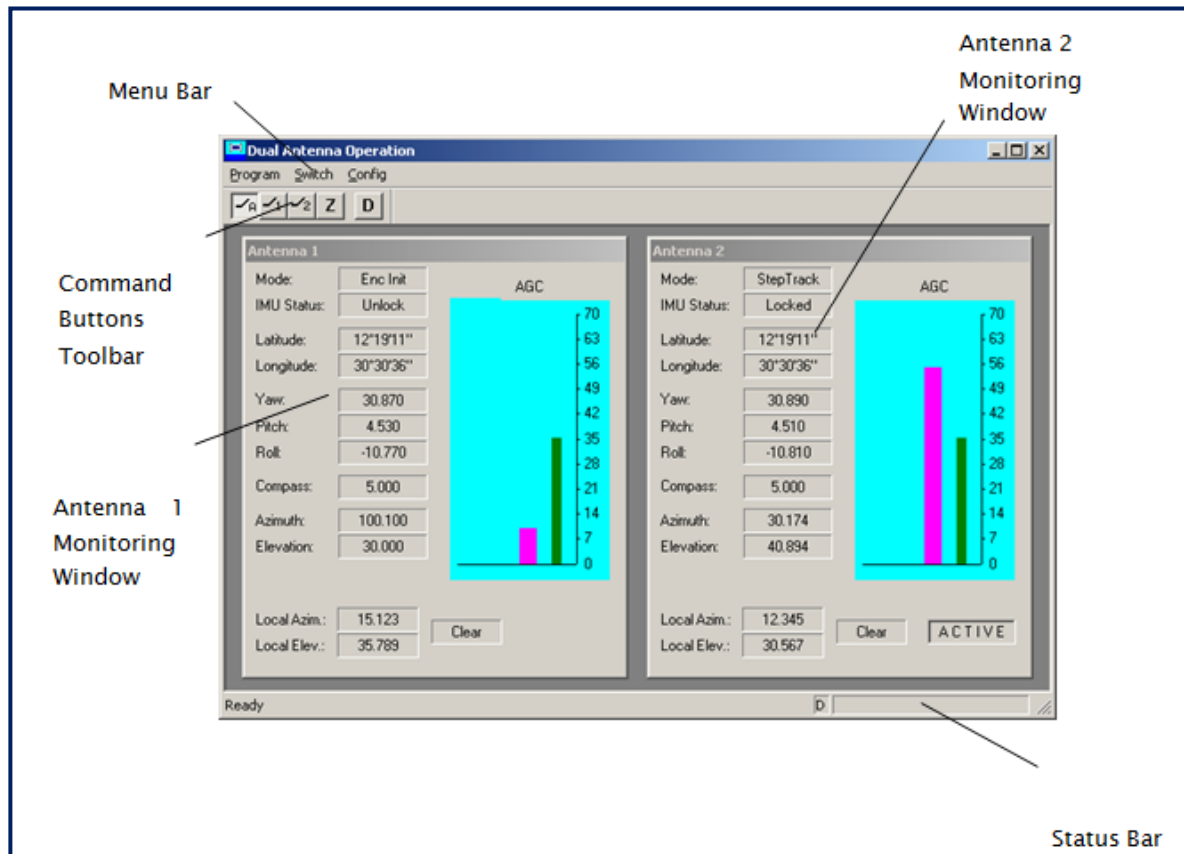 Antenna 2
Monitoring
Window
Menu Bar
Dual Antenna Operation
Program Switch Config
A 1 2 Z D
Command
Buttons
Toolbar
Antenna 1
Monitoring
Window
Antenna 1
Mode: Enc Init
IMU Status: Unlock
Latitude: 12°19'11"
Longitude: 30°30'36"
Yaw: 30.870
Pitch: 4.530
Roll: -10.770
Compass: 5.000
Azimuth: 100.100
Elevation: 30.000
AGC
70
63
56
49
42
35
28
21
14
7
0
Local Azim.: 15.123
Local Elev.: 35.789
Clear
Antenna 2
Mode: StepTrack
IMU Status: Locked
Latitude: 12°19'11"
Longitude: 30°30'36"
Yaw: 30.890
Pitch: 4.510
Roll: -10.810
Compass: 5.000
Azimuth: 30.174
Elevation: 40.894
AGC
70
63
56
49
42
35
28
21
14
7
0
Local Azim.: 12.345
Local Elev.: 30.567
Clear
ACTIVE
Ready D
Status Bar